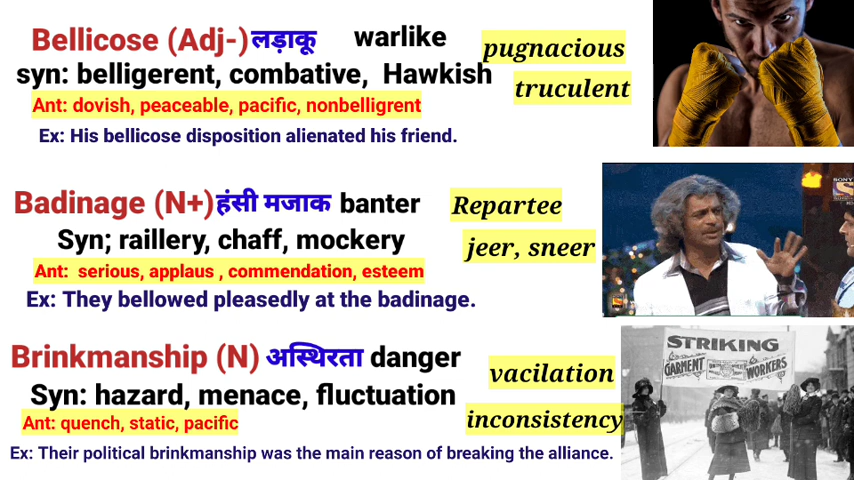 Bellicose (Adj-) लड़ाकू warlike
pugnacious
syn: belligerent, combative, Hawkish
truculent
Ant: dovish, peaceable, pacific, nonbelligrent
Ex: His bellicose disposition alienated his friend.
Badinage (N+) हंसी मजाक banter
Repartee
Syn; raillery, chaff, mockery
jeer, sneer
Ant: serious, applaus , commendation, esteem
Ex: They bellowed pleasedly at the badinage.
SONY
Brinkmanship (N) अस्थिरता danger
vacilation
Syn: hazard, menace, fluctuation
inconsistency
Ant: quench, static, pacific
Ex: Their political brinkmanship was the main reason of breaking the alliance.
STRIKING
GARMENT WORKERS